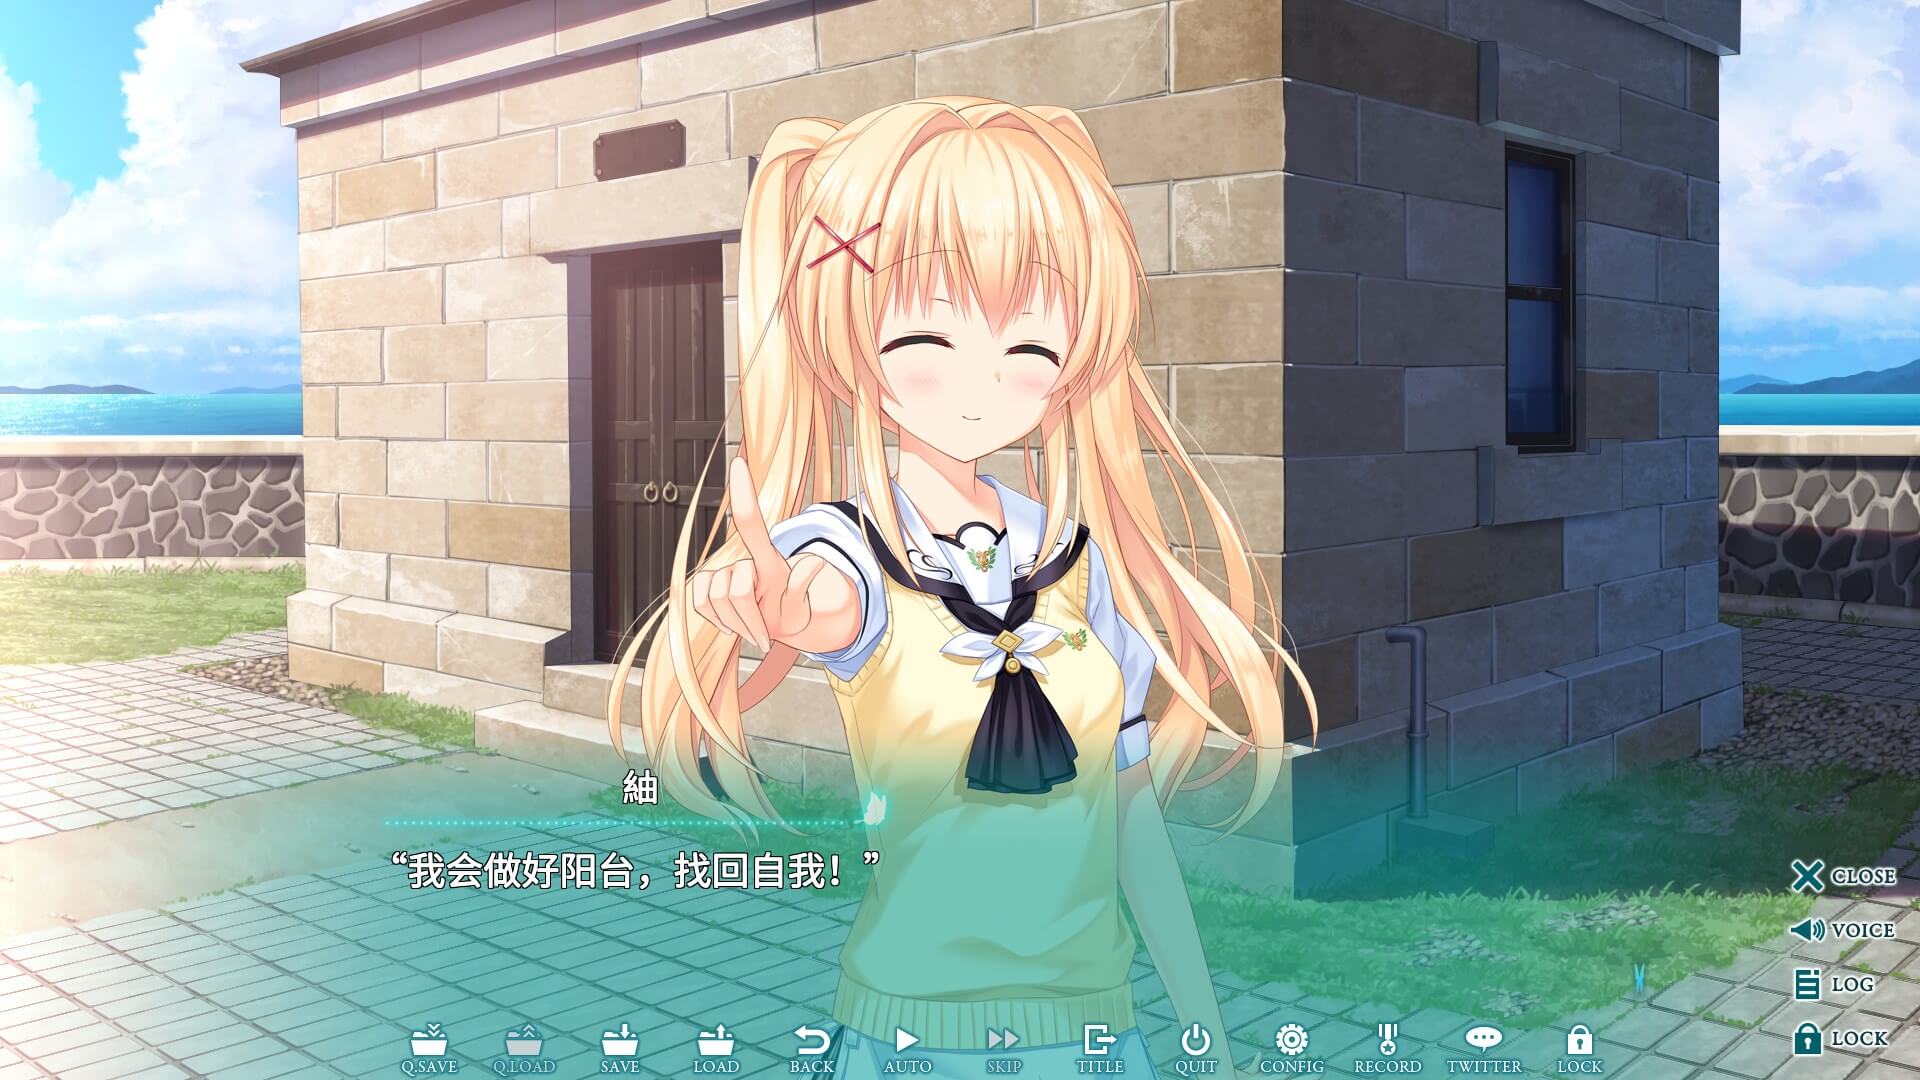 紬
“我会做好阳台，找回自我！”
CLOSE
VOICE
LOG
LOCK
Q.SAVE
Q.LOAD
SAVE
LOAD
BACK
AUTO
SKIP
TITLE
QUIT
CONFIG
RECORD
TWITTER
LOCK